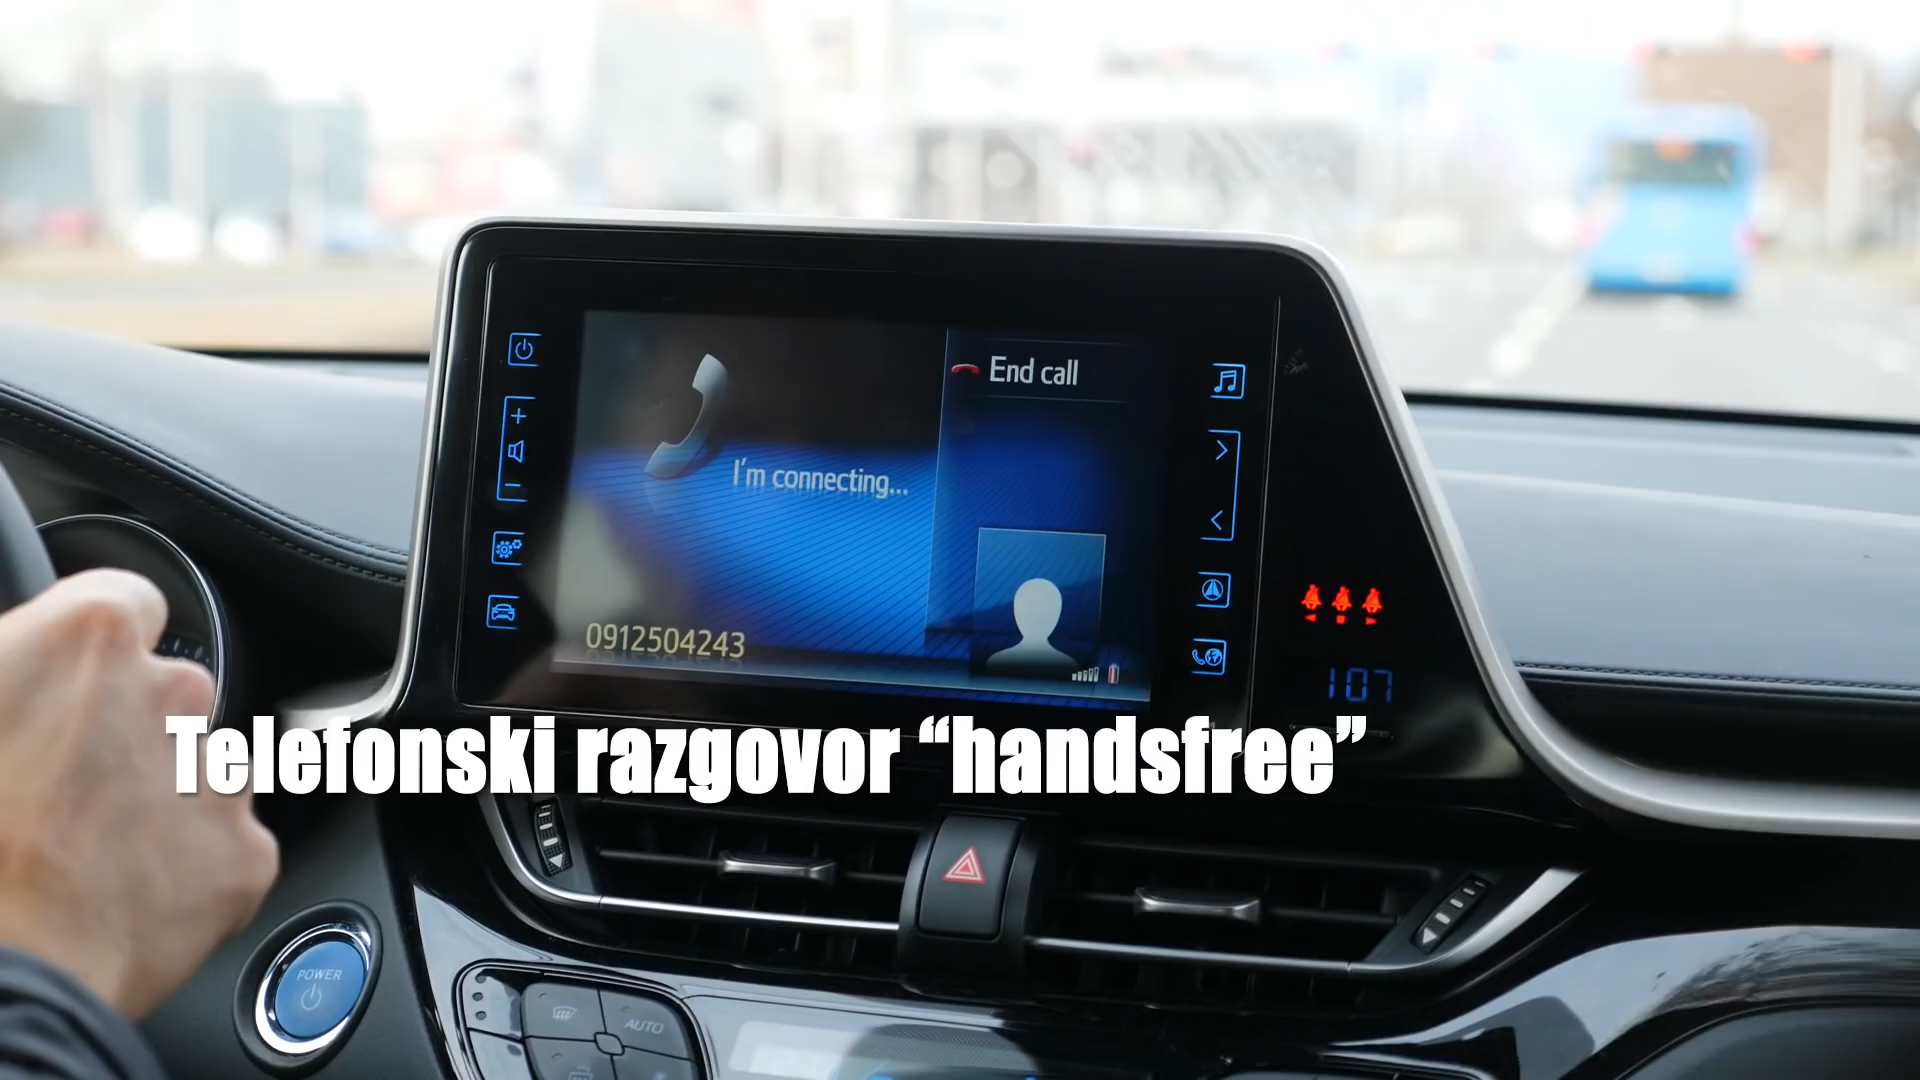 End call
I'm connecting...
0912504243
107
Telefonski razgovor “handsfree”
POWER
AUTO